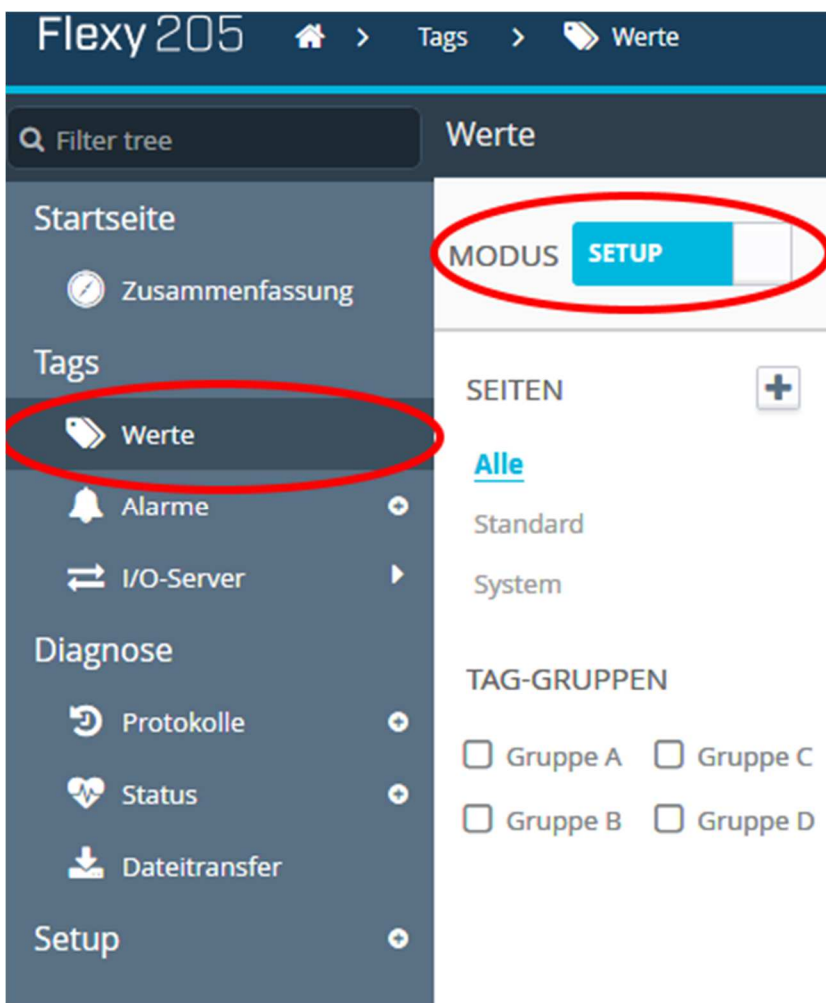 Flexy 205 > Tags > Werte
Filter tree
Startseite
Zusammenfassung
Tags
Werte
Alarme
I/O-Server
Diagnose
Protokolle
Status
Dateitransfer
Setup
Werte
MODUS SETUP
SEITEN
Alle
Standard
System
TAG-GRUPPEN
Gruppe A Gruppe C
Gruppe B Gruppe D